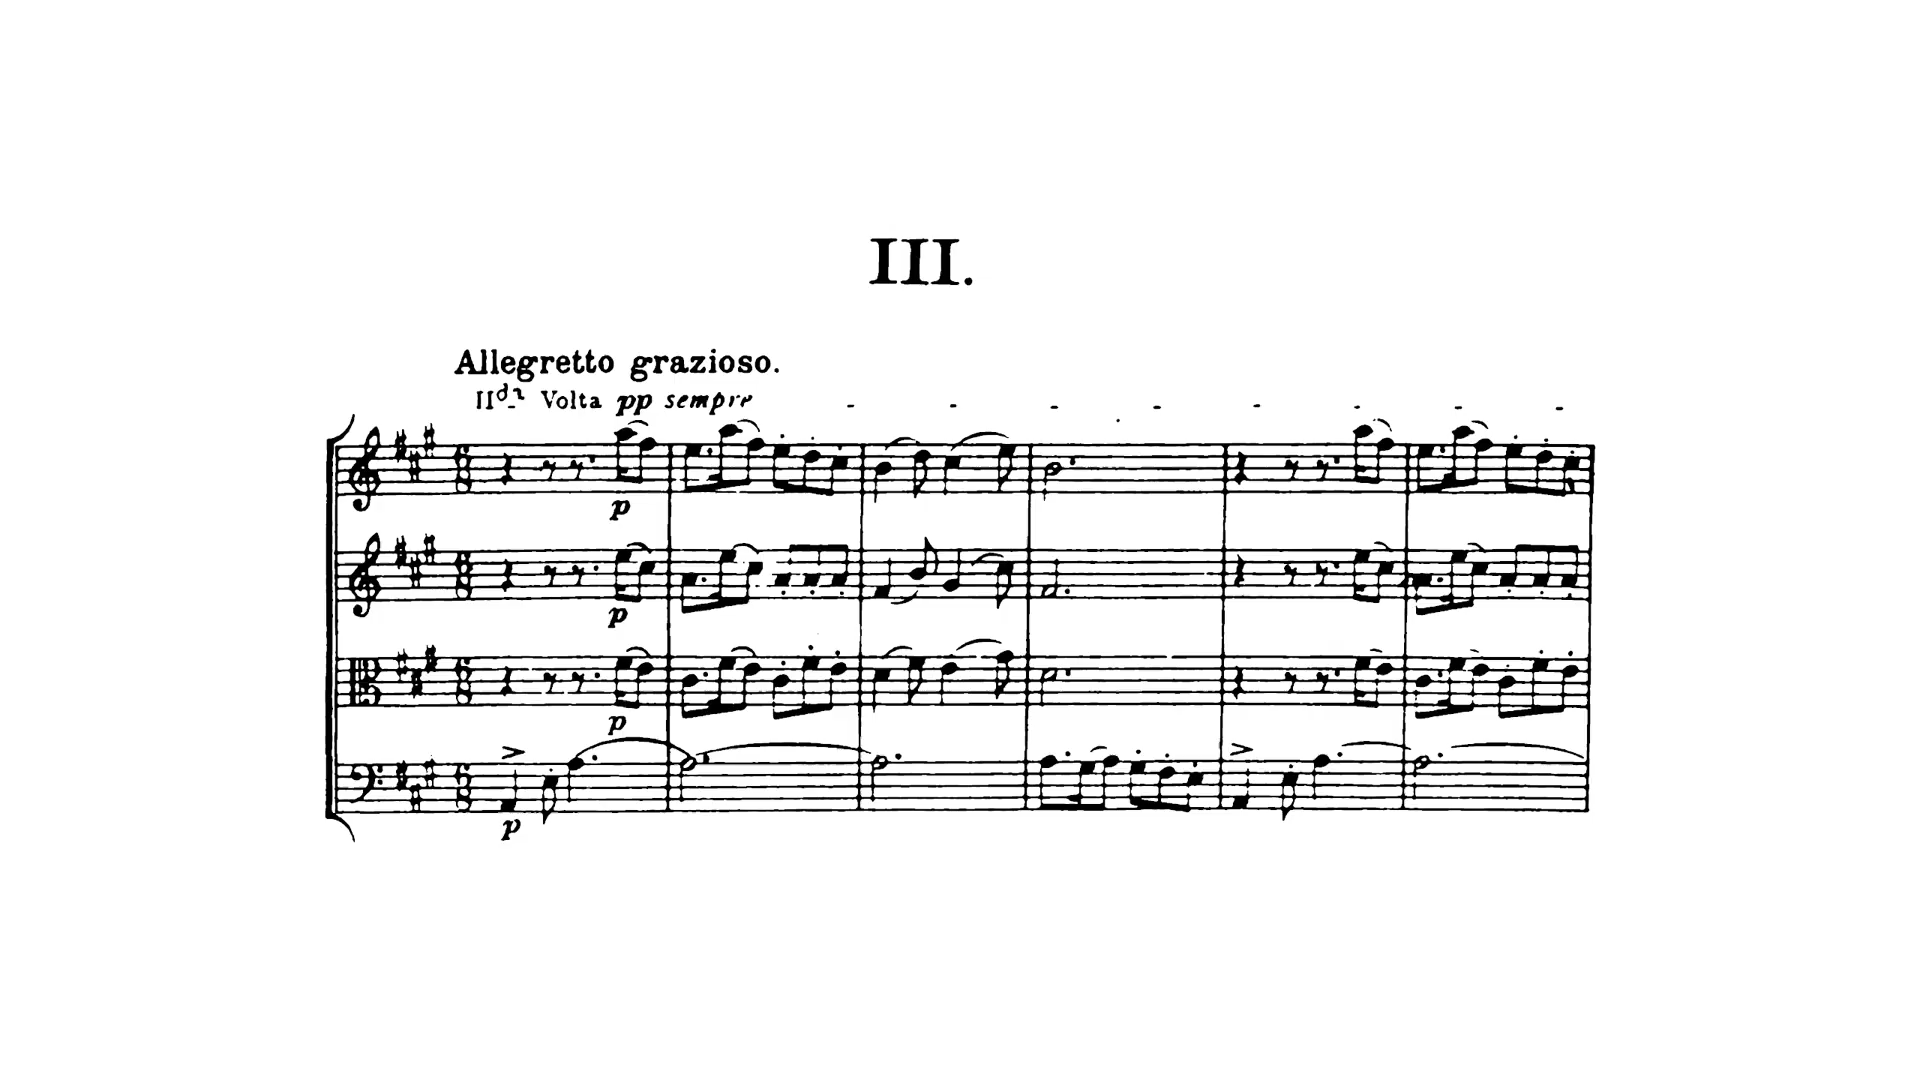 III.
Allegretto grazioso.
IIda Volta pp sempre - - - - - - - -
p
p
p
p